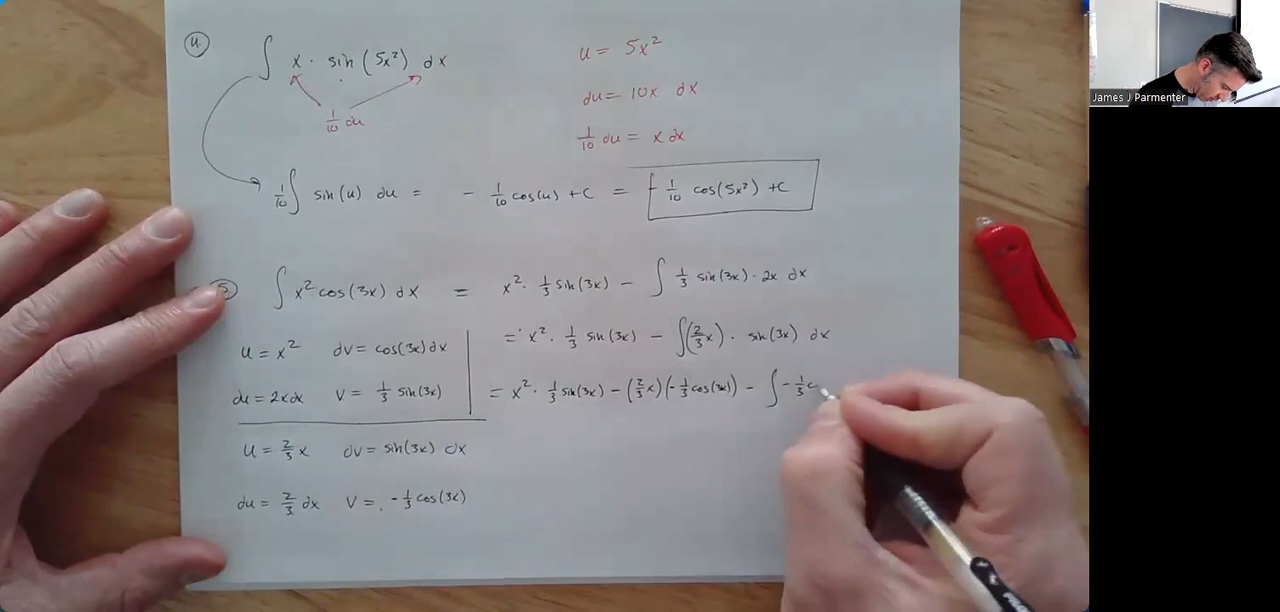 4.
∫ x · sin(5x²) dx
1/10 du
u = 5x²
du = 10x dx
1/10 du = x dx
1/10 ∫ sin(u) du = - 1/10 cos(u) + C = - 1/10 cos(5x²) + C
5.
∫ x² cos(3x) dx = x² · 1/3 sin(3x) - ∫ 1/3 sin(3x) · 2x dx
= x² · 1/3 sin(3x) - ∫ (2/3 x) · sin(3x) dx
= x² · 1/3 sin(3x) - (2/3 x)(-1/3 cos(3x)) - ∫ -1/3 c
u = x² dv = cos(3x) dx
du = 2x dx v = 1/3 sin(3x)
u = 2/3 x dv = sin(3x) dx
du = 2/3 dx v = - 1/3 cos(3x)
James J Parmenter